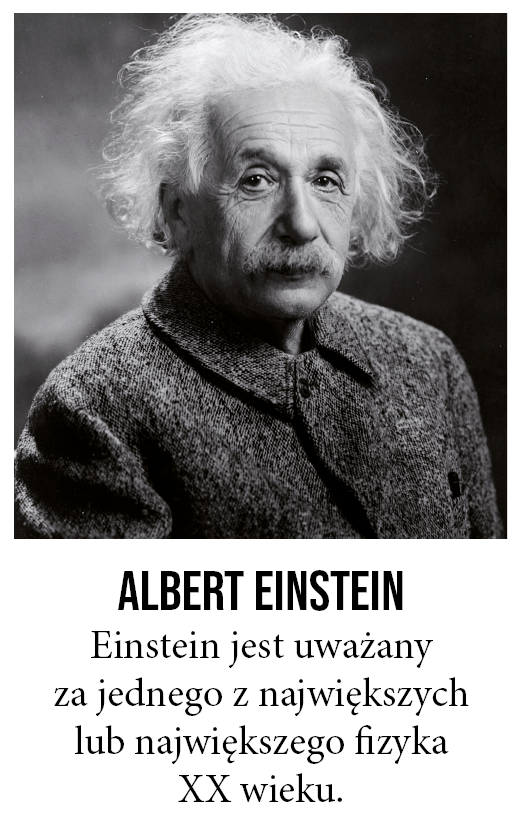 ALBERT EINSTEIN
Einstein jest uważany
za jednego z największych
lub największego fizyka
XX wieku.